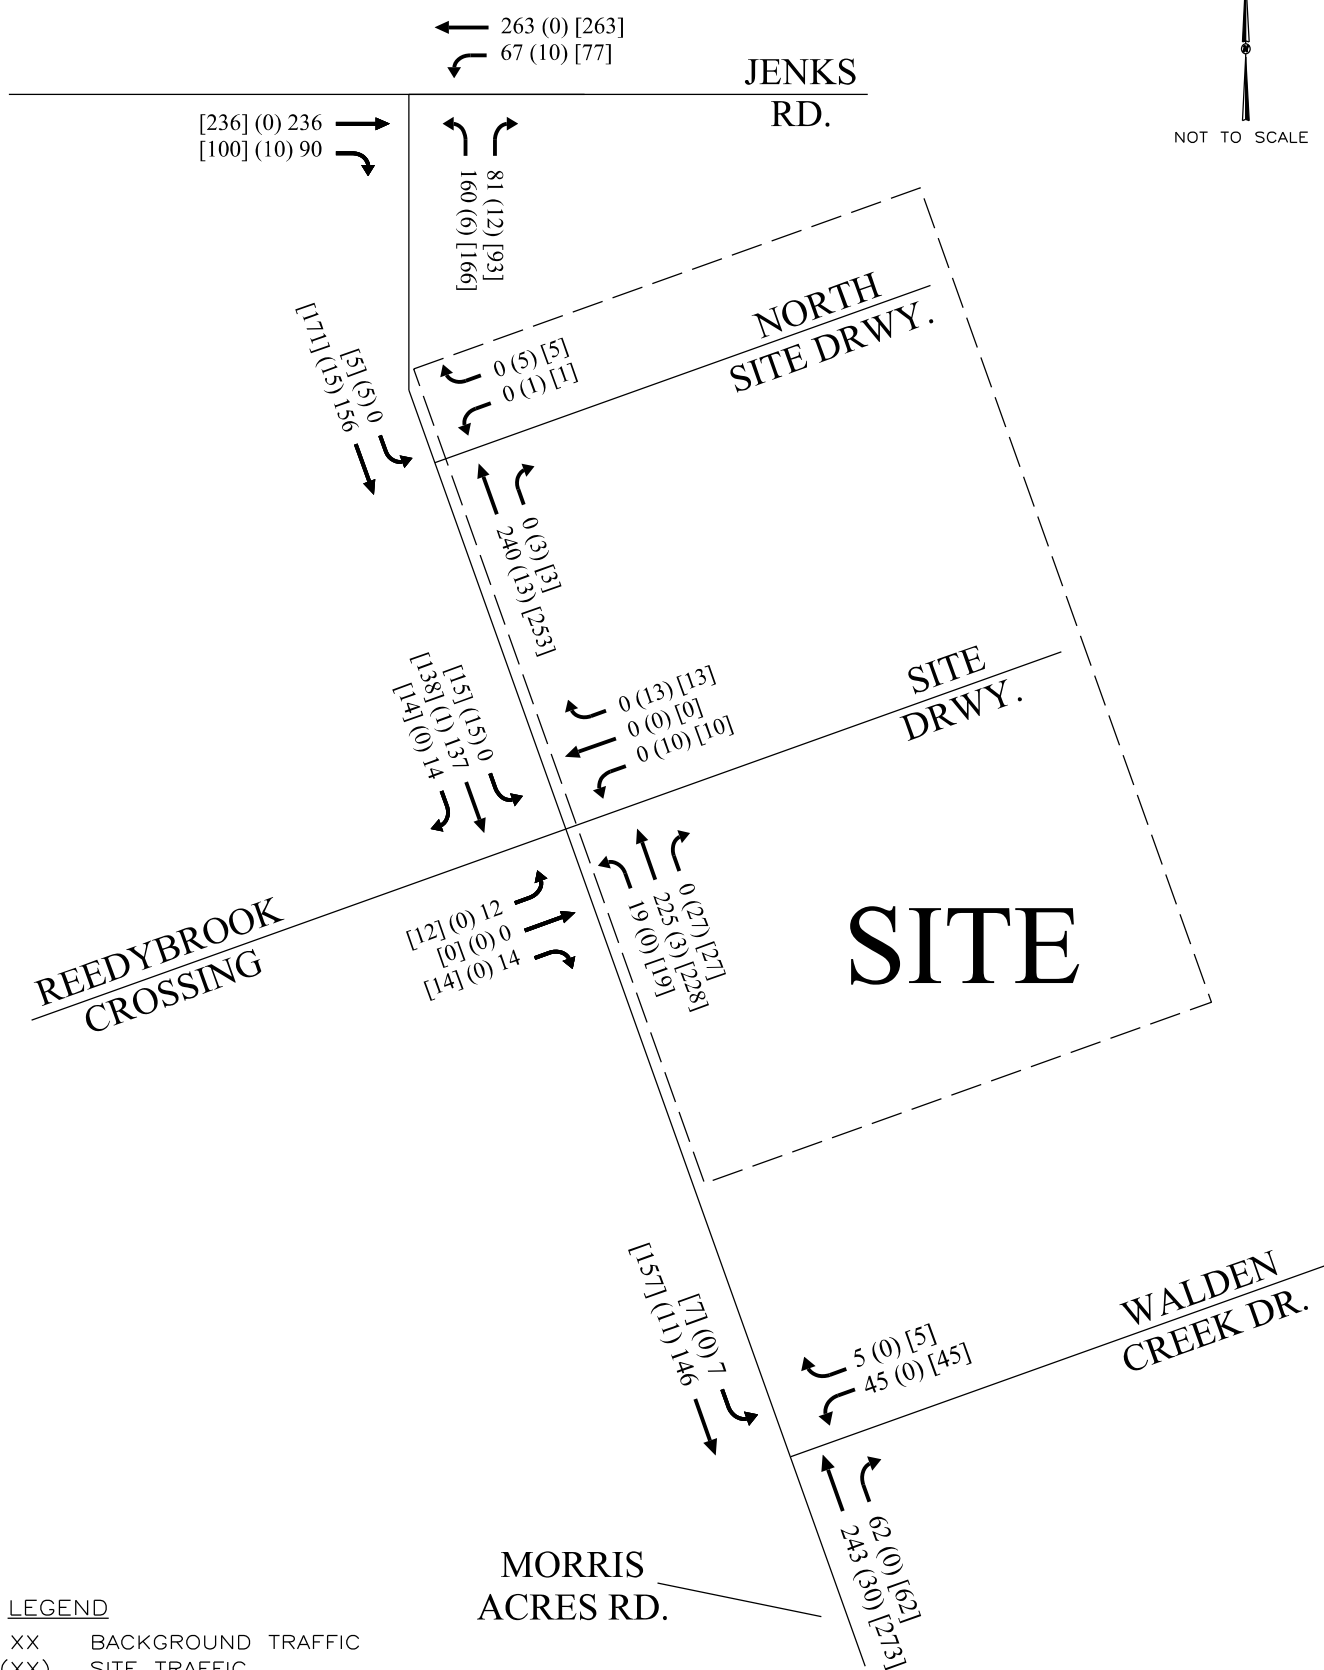 263 (0) [263]
67 (10) [77]
JENKS
RD.
[236] (0) 236
[100] (10) 90
NOT TO SCALE
81 (12) [93]
160 (6) [166]
NORTH
SITE DRWY.
[5] (5) 0
[171] (15) 156
0 (5) [5]
0 (1) [1]
0 (3) [3]
240 (13) [253]
SITE
DRWY.
[15] (15) 0
[138] (1) 137
[14] (0) 14
0 (13) [13]
0 (0) [0]
0 (10) [10]
REEDYBROOK
CROSSING
[12] (0) 12
[0] (0) 0
[14] (0) 14
0 (27) [27]
225 (3) [228]
19 (0) [19]
SITE
[7] (0) 7
[157] (11) 146
WALDEN
CREEK DR.
5 (0) [5]
45 (0) [45]
62 (0) [62]
243 (30) [273]
MORRIS
ACRES RD.
LEGEND
XX BACKGROUND TRAFFIC
(XX) SITE TRAFFIC